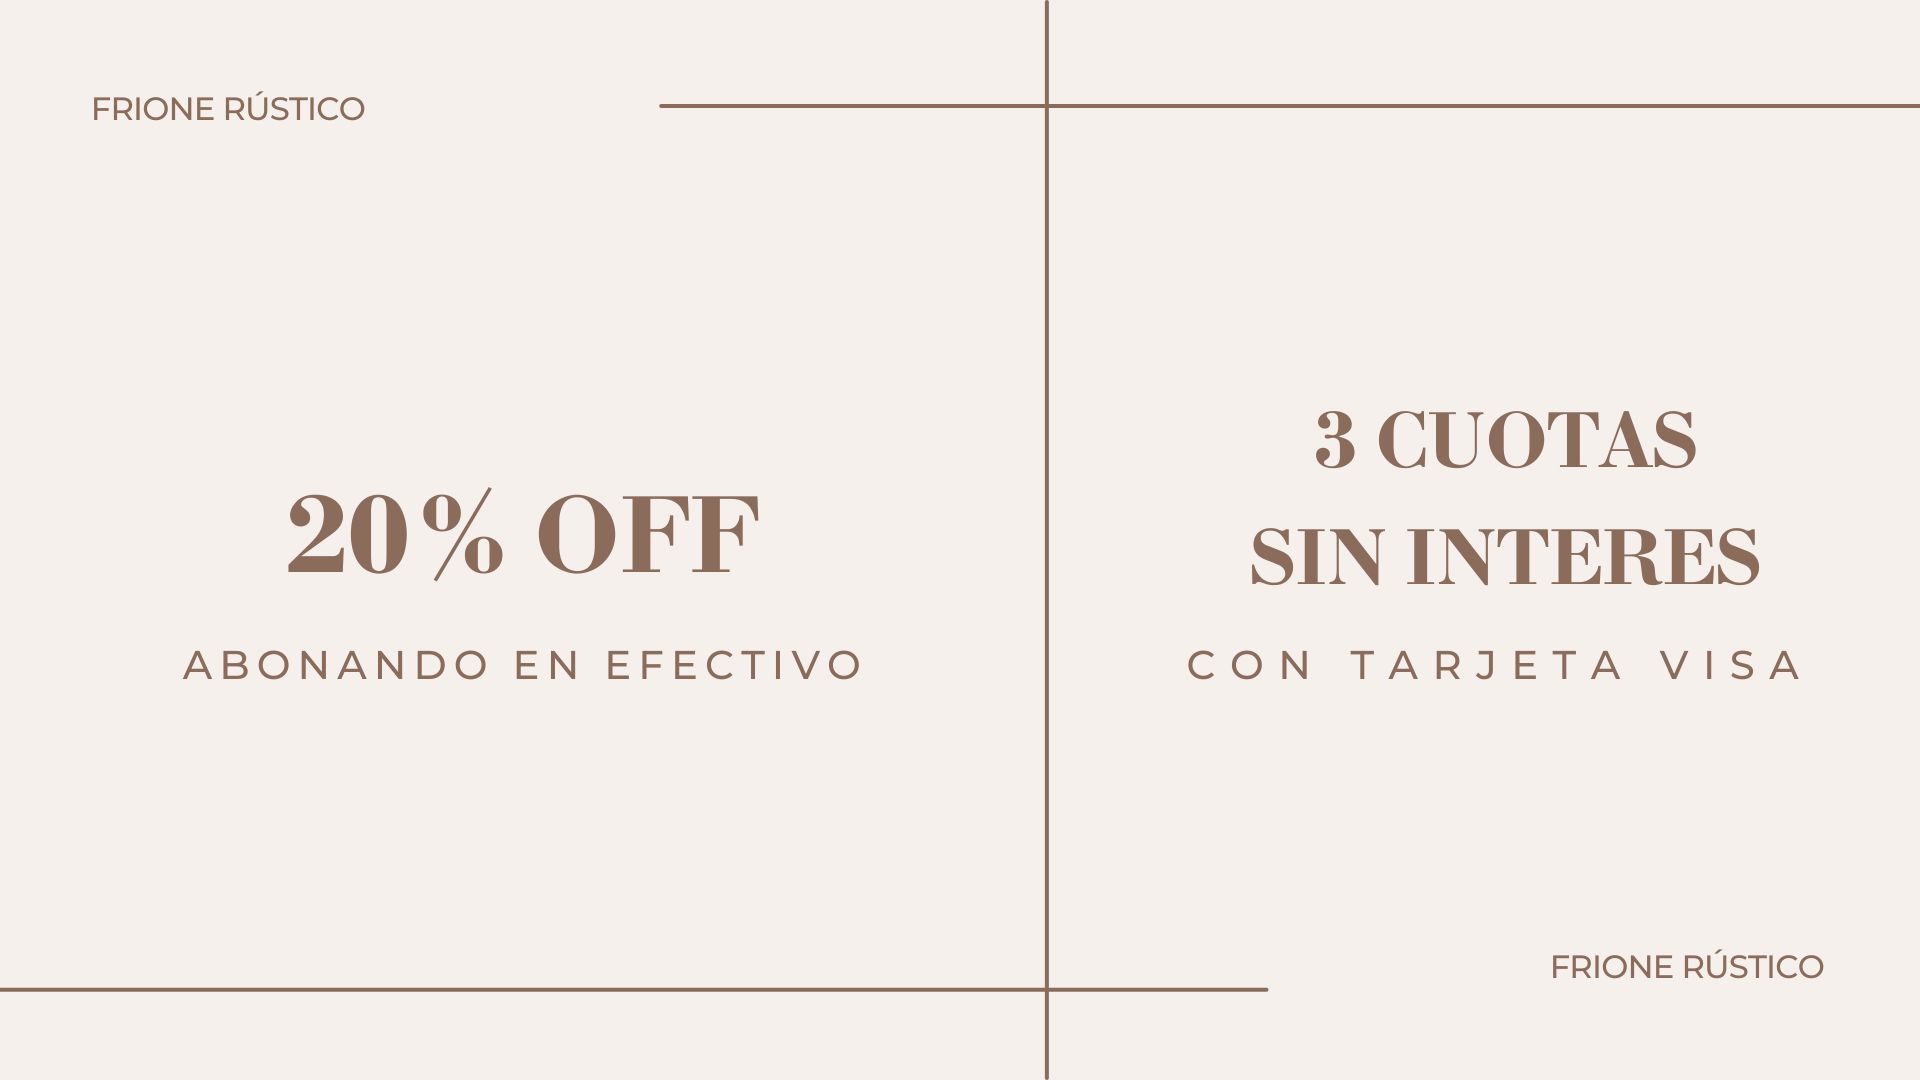 FRIONE RÚSTICO
20% OFF
ABONANDO EN EFECTIVO
3 CUOTAS
SIN INTERES
CON TARJETA VISA
FRIONE RÚSTICO